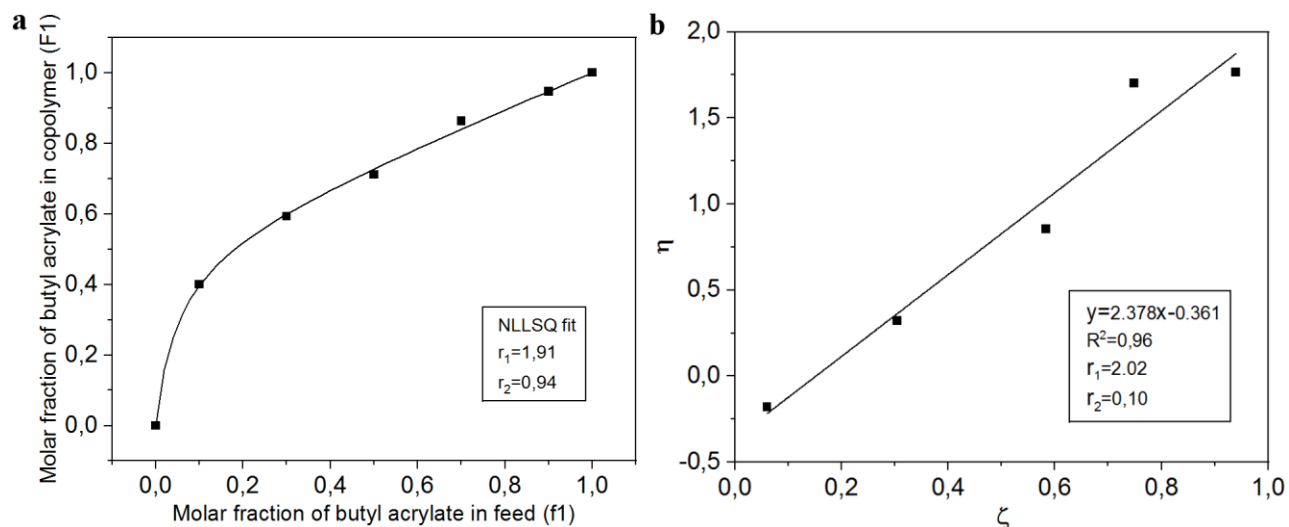 a
Molar fraction of butyl acrylate in copolymer (F1)
1,0
0,8
0,6
0,4
0,2
0,0
NLLSQ fit
r₁=1,91
r₂=0,94
0,0 0,2 0,4 0,6 0,8 1,0
Molar fraction of butyl acrylate in feed (f1)
b
η
2,0
1,5
1,0
0,5
0,0
-0,5
y=2.378x-0.361
R²=0,96
r₁=2.02
r₂=0,10
0,0 0,2 0,4 0,6 0,8 1,0
ζ